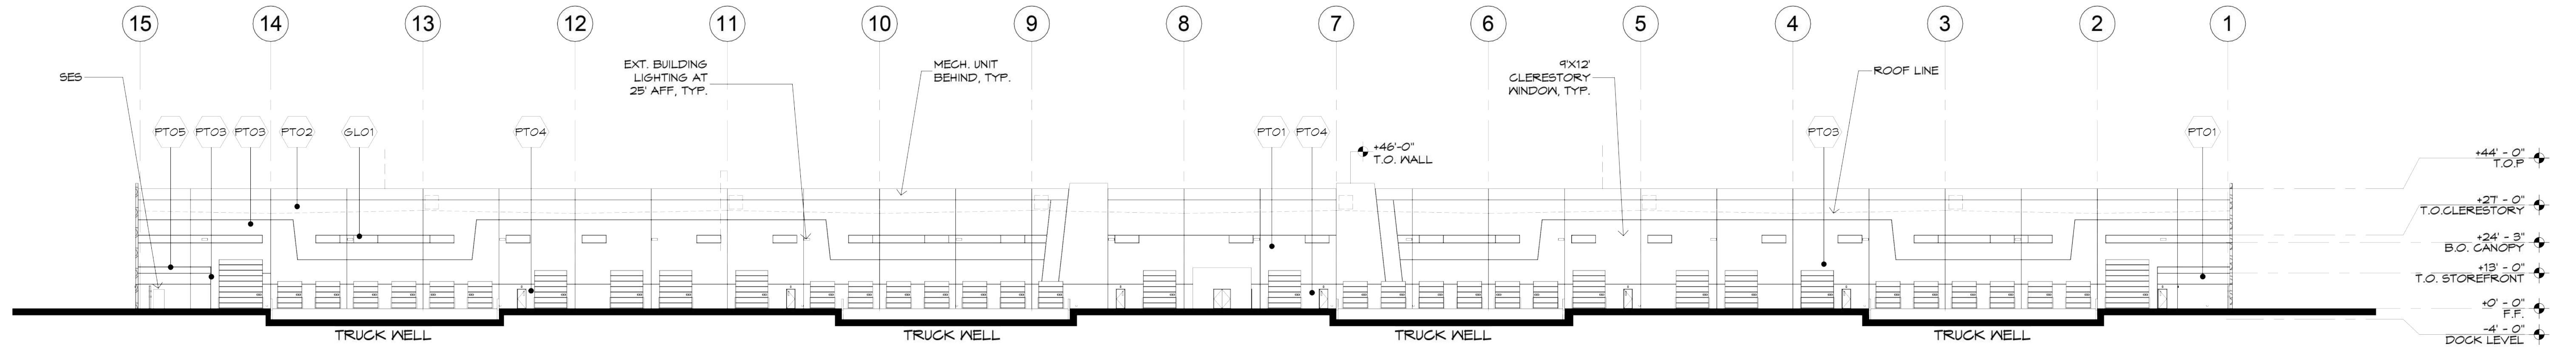 15 14 13 12 11 10 9 8 7 6 5 4 3 2 1
SES
EXT. BUILDING
LIGHTING AT
25' AFF, TYP.
MECH. UNIT
BEHIND, TYP.
9'X12'
CLERESTORY
WINDOW, TYP.
ROOF LINE
PT05 PT03 PT03 PT02 GL01 PT04 PT01 PT04 PT03 PT01
+46'-0"
T.O. WALL
+44' - 0"
T.O.P
+27' - 0"
T.O.CLERESTORY
+24' - 3"
B.O. CANOPY
+13' - 0"
T.O. STOREFRONT
+0' - 0"
F.F.
-4' - 0"
DOCK LEVEL
TRUCK WELL TRUCK WELL TRUCK WELL TRUCK WELL